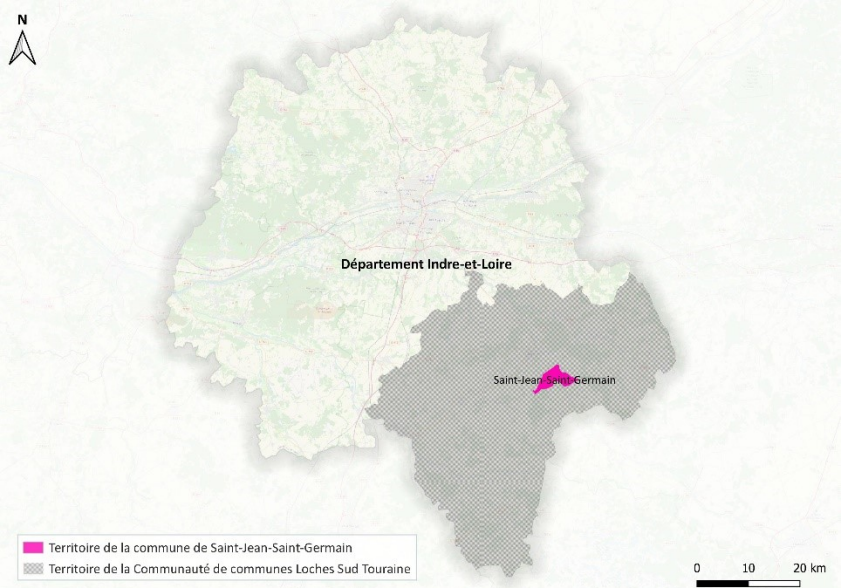 N
Département Indre-et-Loire
Saint-Jean-Saint-Germain
Territoire de la commune de Saint-Jean-Saint-Germain
Territoire de la Communauté de communes Loches Sud Touraine
0 10 20 km